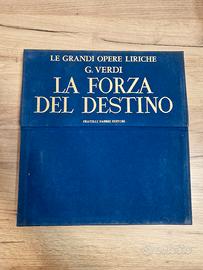 LE GRANDI OPERE LIRICHE
G. VERDI
LA FORZA
DEL DESTINO
FRATELLI FABBRI EDITORI